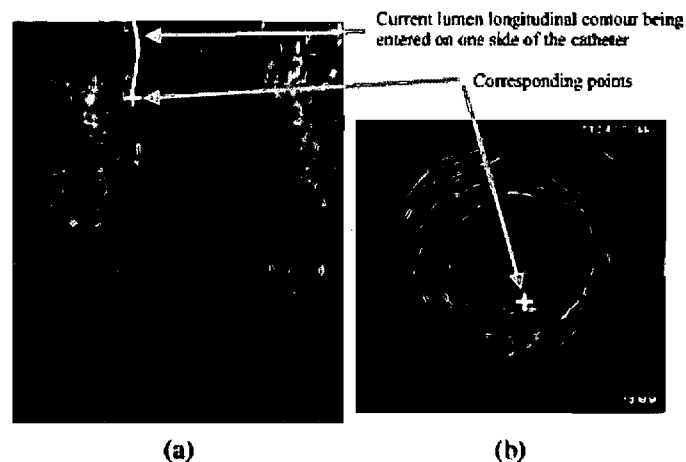 Current lumen longitudinal contour being
entered on one side of the catheter
Corresponding points
(a)
(b)